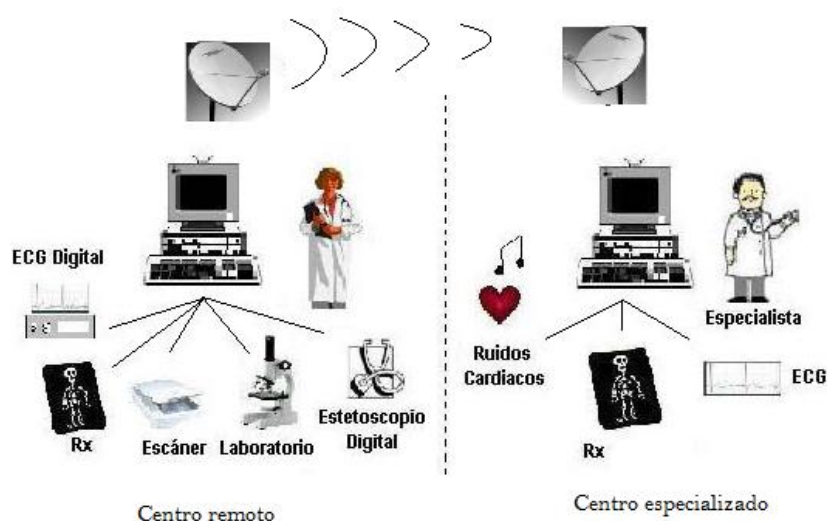 ECG Digital
Rx
Escáner
Laboratorio
Estetoscopio
Digital
Centro remoto
Ruidos
Cardiacos
Especialista
Rx
ECG
Centro especializado